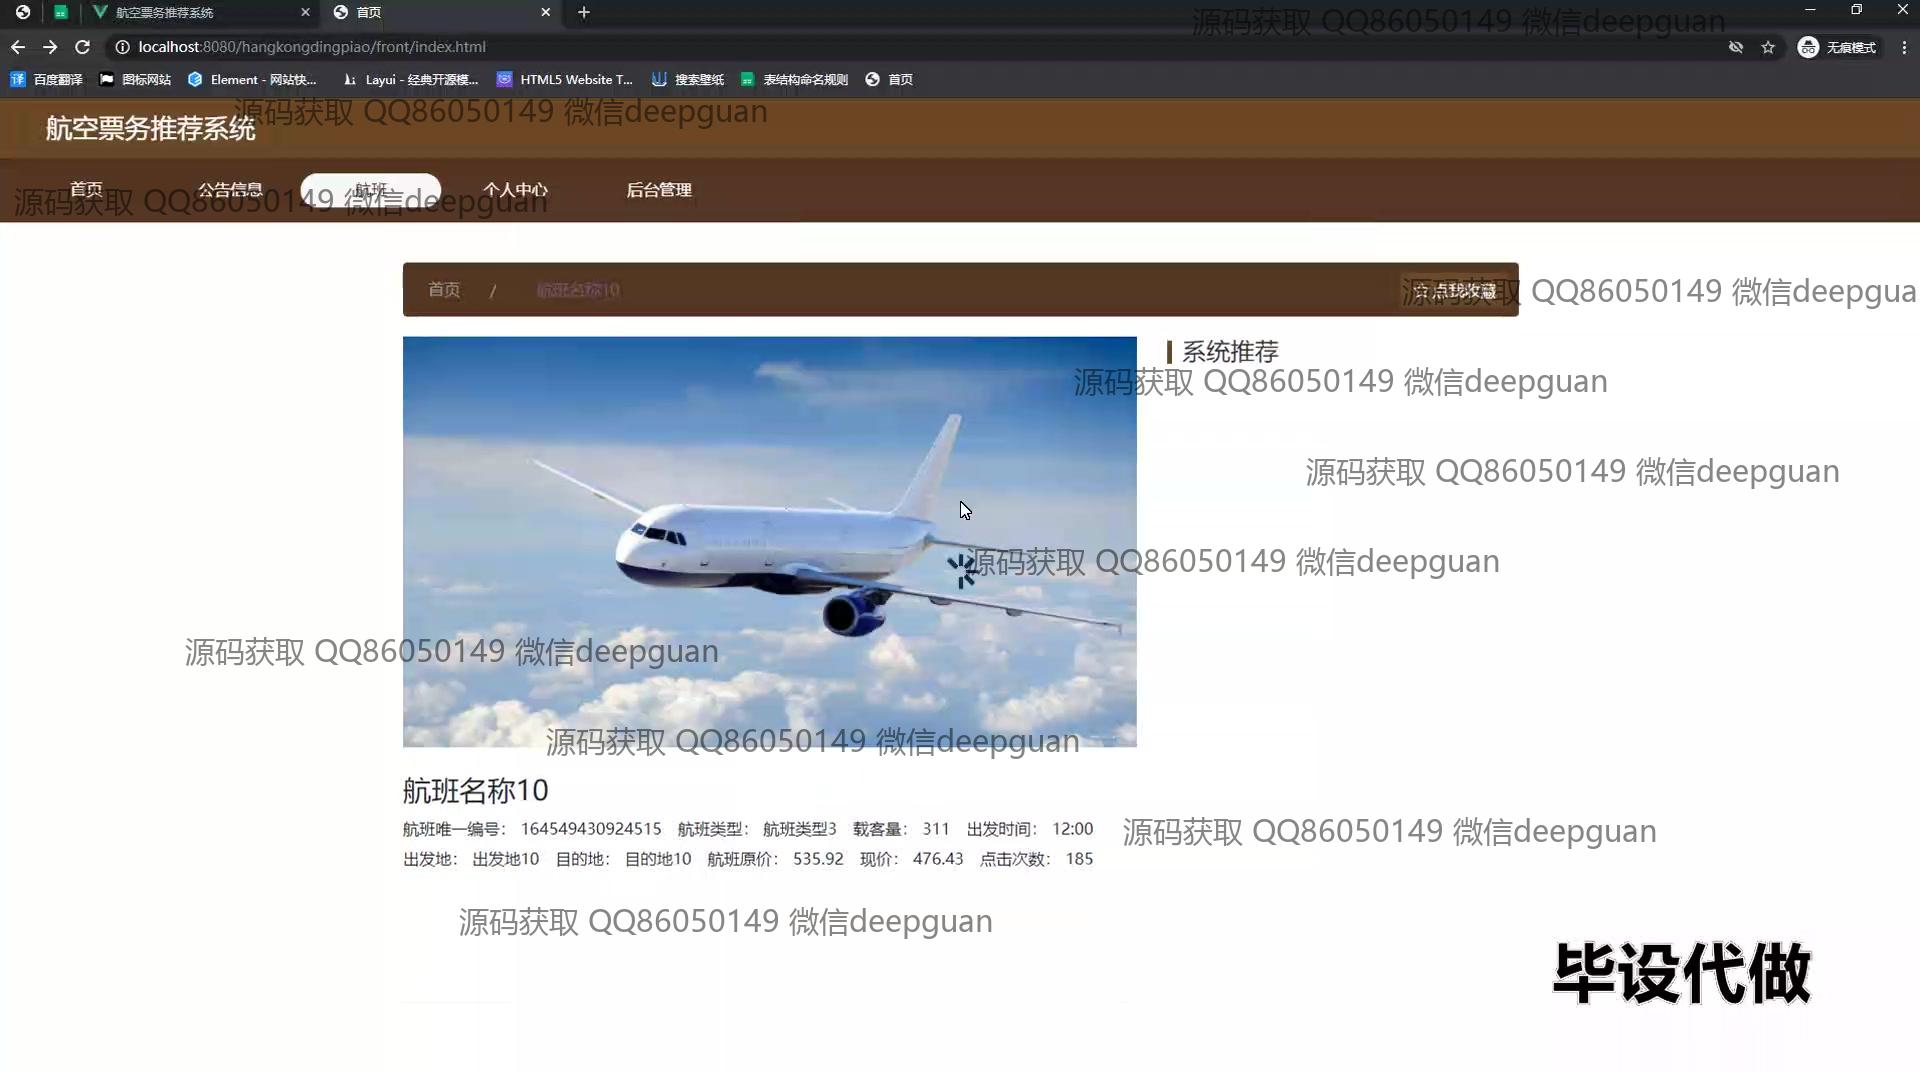 航空票务推荐系统
首页
localhost:8080/hangkongdingpiao/front/index.html
无痕模式
百度翻译
图标网站
Element - 网站快...
Layui - 经典开源模...
HTML5 Website T...
搜索壁纸
表结构命名规则
首页
源码获取 QQ86050149 微信deepguan
源码获取 QQ86050149 微信deepguan
航空票务推荐系统
首页
公告信息
航班
个人中心
后台管理
源码获取 QQ86050149 微信deepguan
首页 / 航班名称10
点我收藏
源码获取 QQ86050149 微信deepgua
系统推荐
源码获取 QQ86050149 微信deepguan
源码获取 QQ86050149 微信deepguan
源码获取 QQ86050149 微信deepguan
源码获取 QQ86050149 微信deepguan
源码获取 QQ86050149 微信deepguan
航班名称10
航班唯一编号： 164549430924515 航班类型： 航班类型3 载客量： 311 出发时间： 12:00
源码获取 QQ86050149 微信deepguan
出发地： 出发地10 目的地： 目的地10 航班原价： 535.92 现价： 476.43 点击次数： 185
源码获取 QQ86050149 微信deepguan
毕设代做